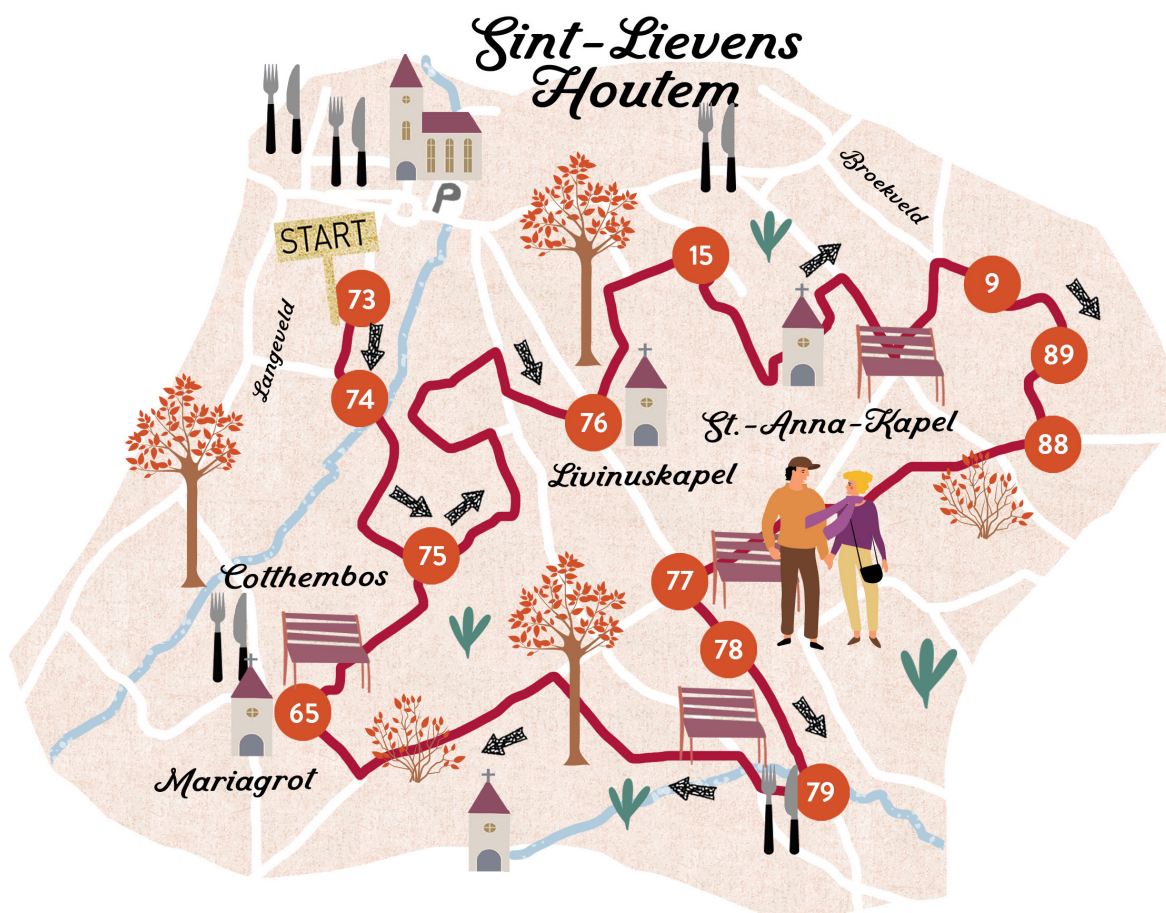 Sint-Lievens
Houtem
Broekveld
P
START
15
9
73
Langeveld
89
74
76
St.-Anna-Kapel
88
Livinuskapel
75
Cotthembos
77
78
65
Mariagrot
79